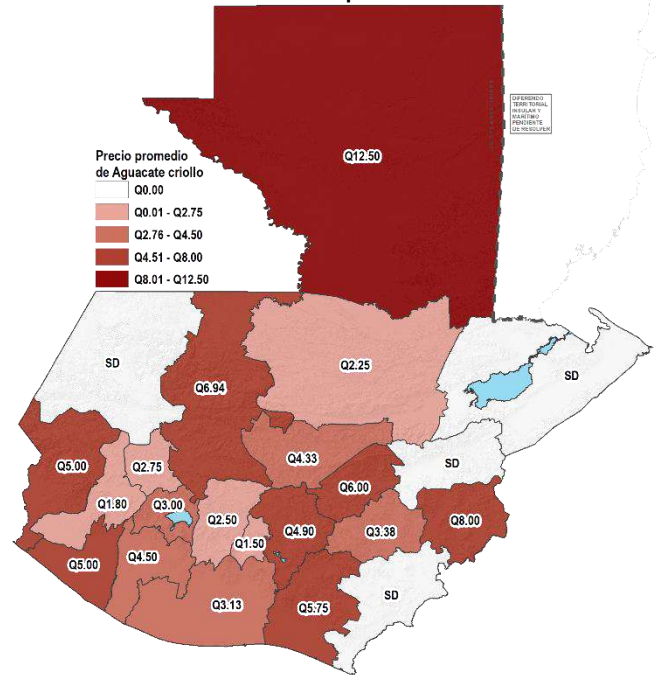 DIFERENDO
TERRITORIAL
INSULAR Y
MARÍTIMO
PENDIENTE
DE RESOLVER
Q12.50
Precio promedio
de Aguacate criollo
Q0.00
Q0.01 - Q2.75
Q2.76 - Q4.50
Q4.51 - Q8.00
Q8.01 - Q12.50
SD
Q2.25
SD
Q6.94
Q4.33
SD
Q5.00
Q2.75
Q6.00
Q1.80
Q3.00
Q2.50
Q8.00
Q4.90
Q3.38
Q1.50
Q4.50
Q5.00
SD
Q3.13
Q5.75